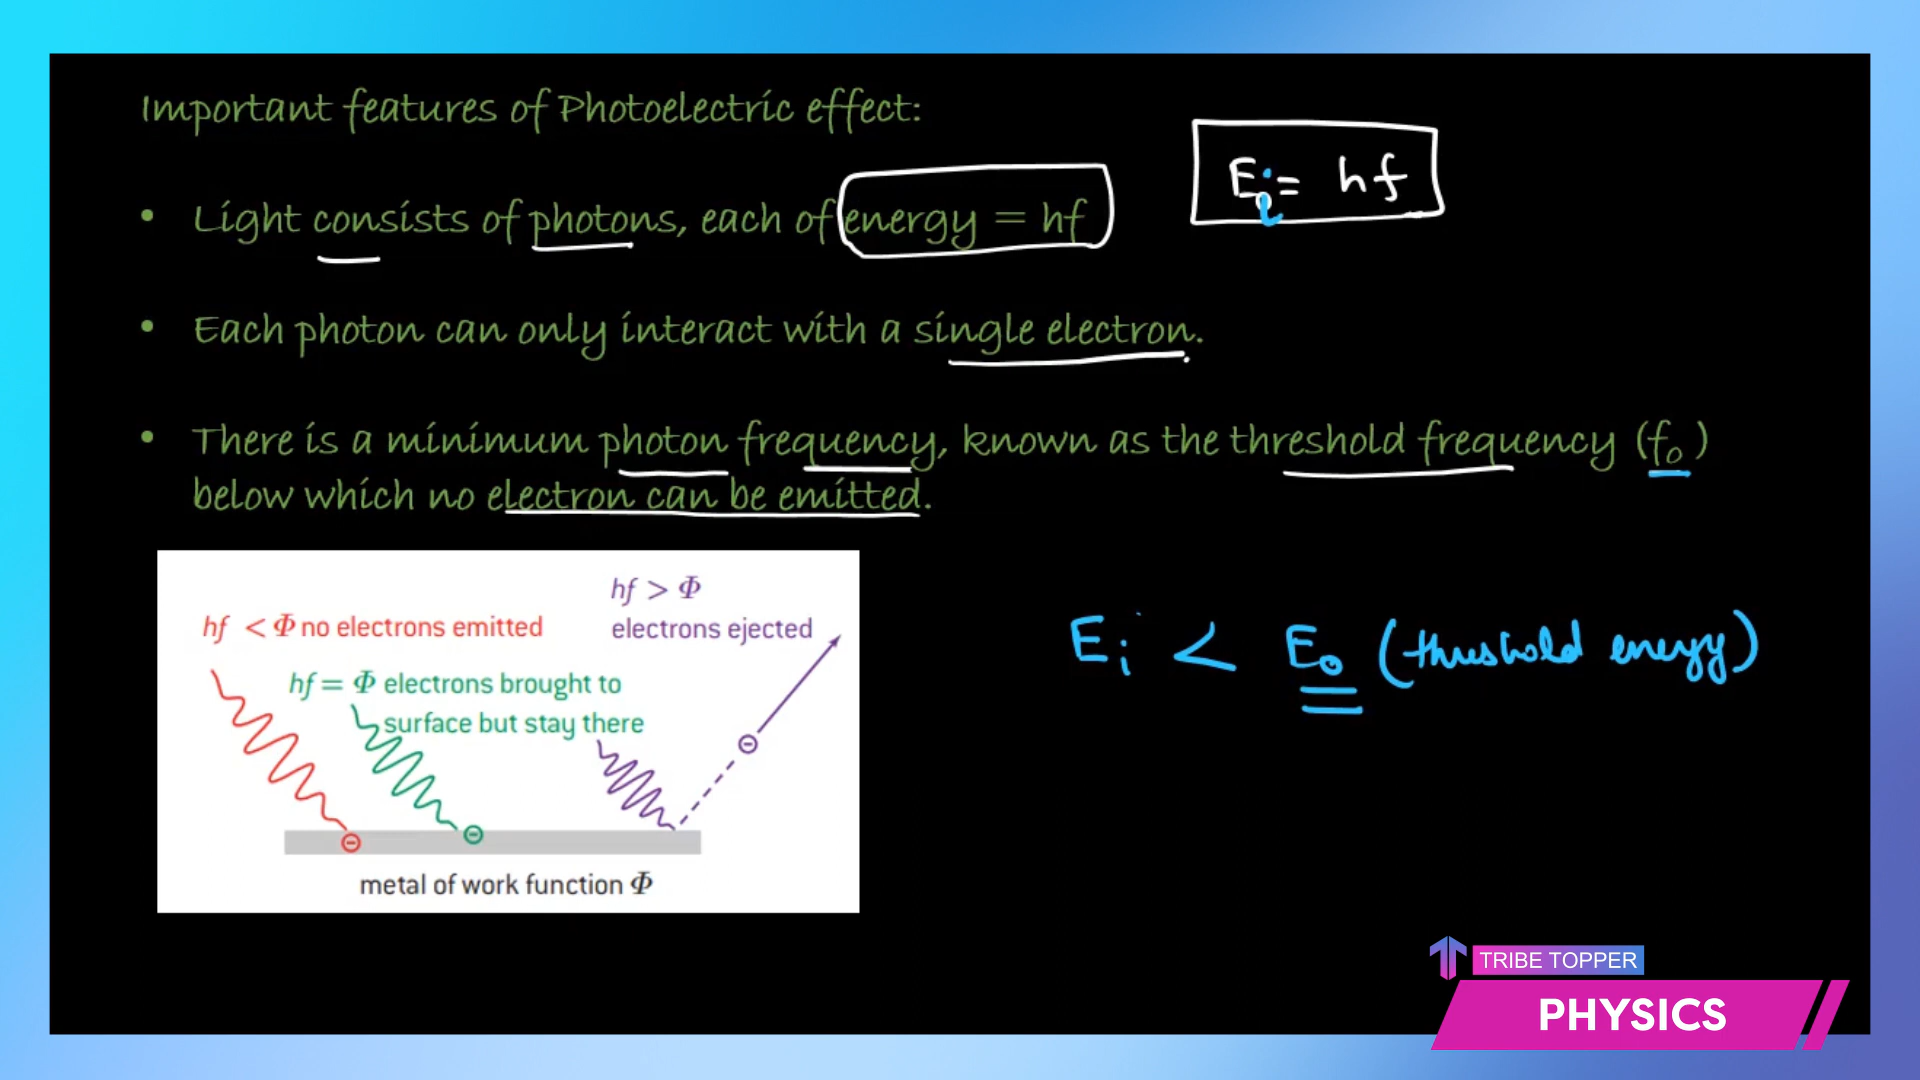 Important features of Photoelectric effect:
Ei = hf
• Light consists of photons, each of energy = hf
• Each photon can only interact with a single electron.
• There is a minimum photon frequency, known as the threshold frequency (f₀)
below which no electron can be emitted.
hf < Φ no electrons emitted
hf > Φ
electrons ejected
hf = Φ electrons brought to
surface but stay there
metal of work function Φ
Ei < E₀ (threshold energy)
TRIBE TOPPER
PHYSICS